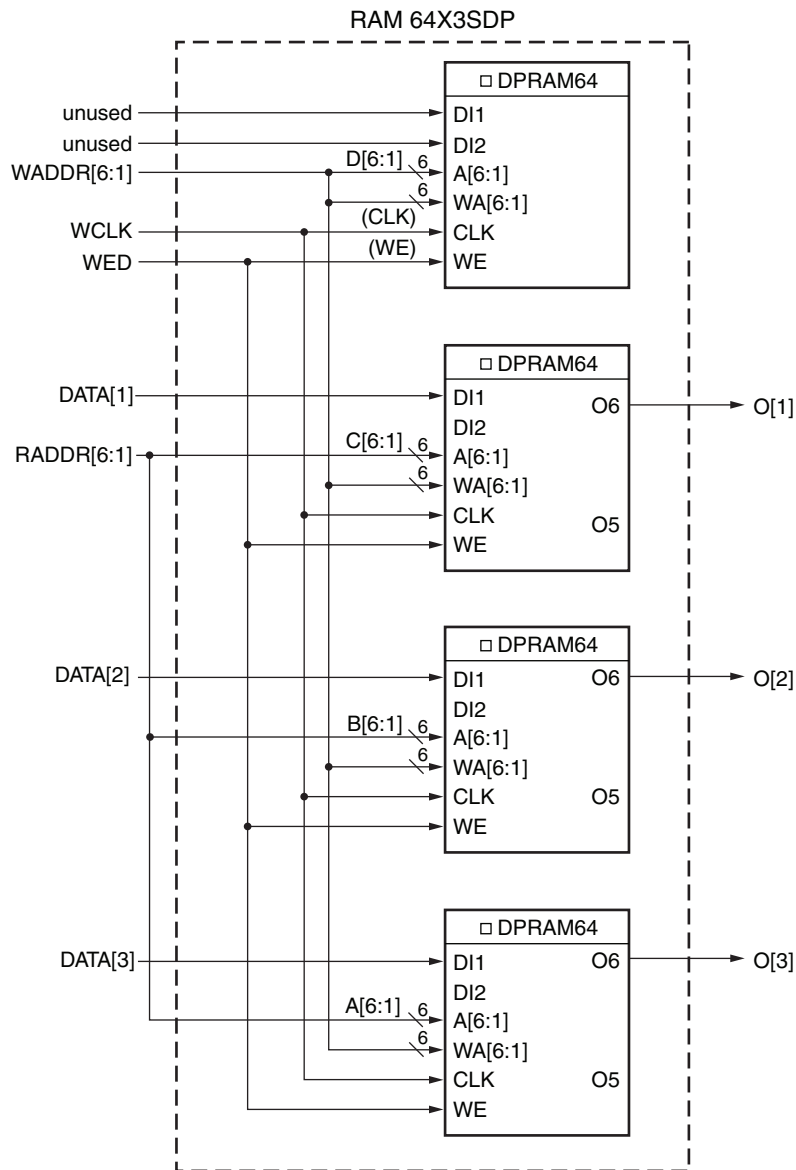 RAM 64X3SDP
DPRAM64
unused
DI1
unused
DI2
WADDR[6:1]
D[6:1]
6
A[6:1]
6
WA[6:1]
WCLK
(CLK)
CLK
WED
(WE)
WE
DPRAM64
DATA[1]
DI1
O6
O[1]
DI2
RADDR[6:1]
C[6:1]
6
A[6:1]
6
WA[6:1]
CLK
O5
WE
DPRAM64
DATA[2]
DI1
O6
O[2]
DI2
B[6:1]
6
A[6:1]
6
WA[6:1]
CLK
O5
WE
DPRAM64
DATA[3]
DI1
O6
O[3]
DI2
A[6:1]
6
A[6:1]
6
WA[6:1]
CLK
O5
WE